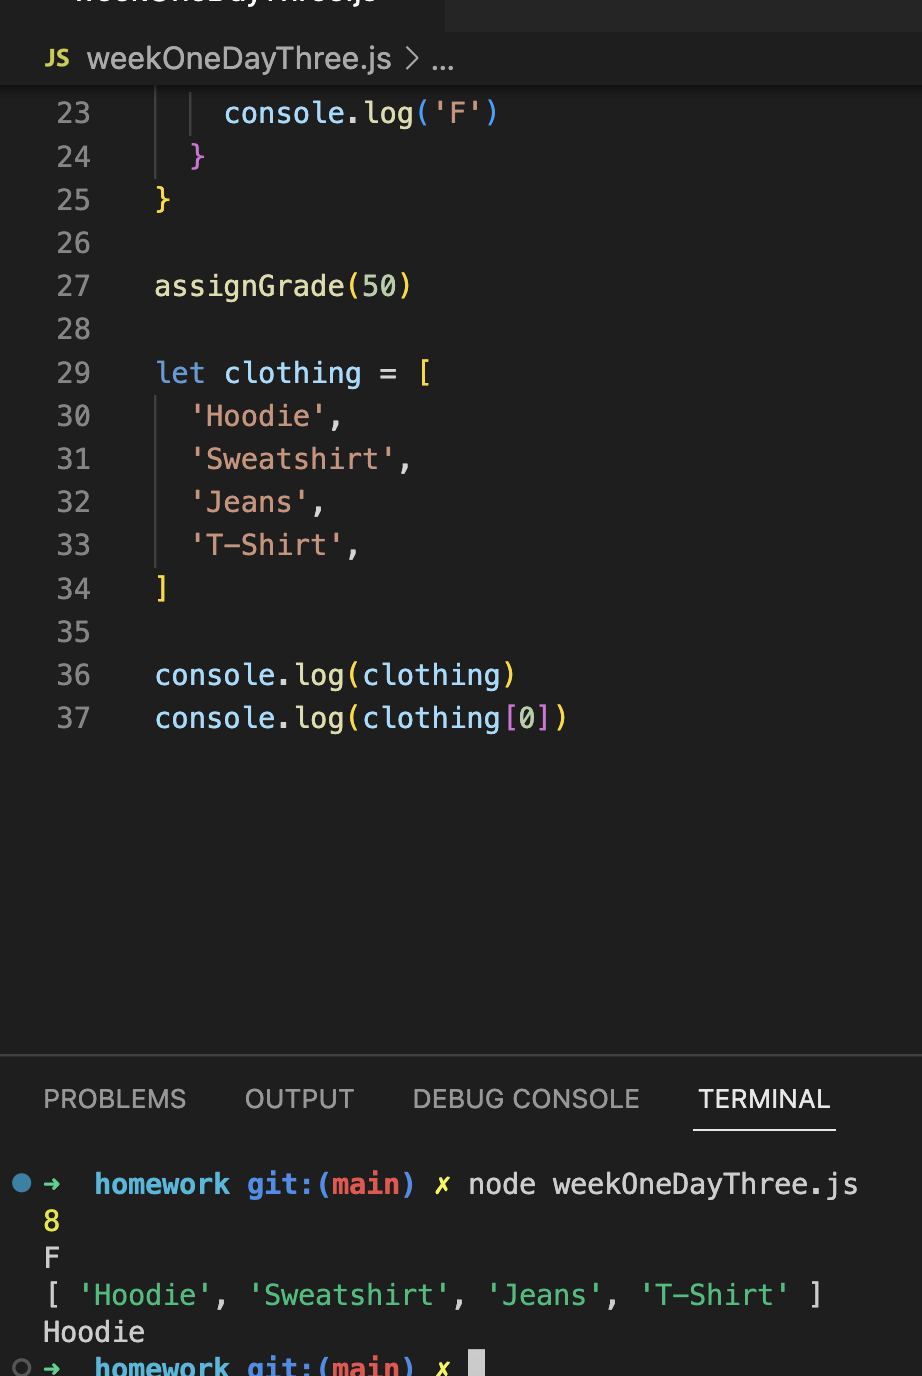 weekOneDayThree.js
JS weekOneDayThree.js > ...
23 console.log('F')
24 }
25 }
26
27 assignGrade(50)
28
29 let clothing = [
30 'Hoodie',
31 'Sweatshirt',
32 'Jeans',
33 'T-Shirt',
34 ]
35
36 console.log(clothing)
37 console.log(clothing[0])
PROBLEMS OUTPUT DEBUG CONSOLE TERMINAL
→ homework git:(main) ✗ node weekOneDayThree.js
8
F
[ 'Hoodie', 'Sweatshirt', 'Jeans', 'T-Shirt' ]
Hoodie
→ homework git:(main) ✗